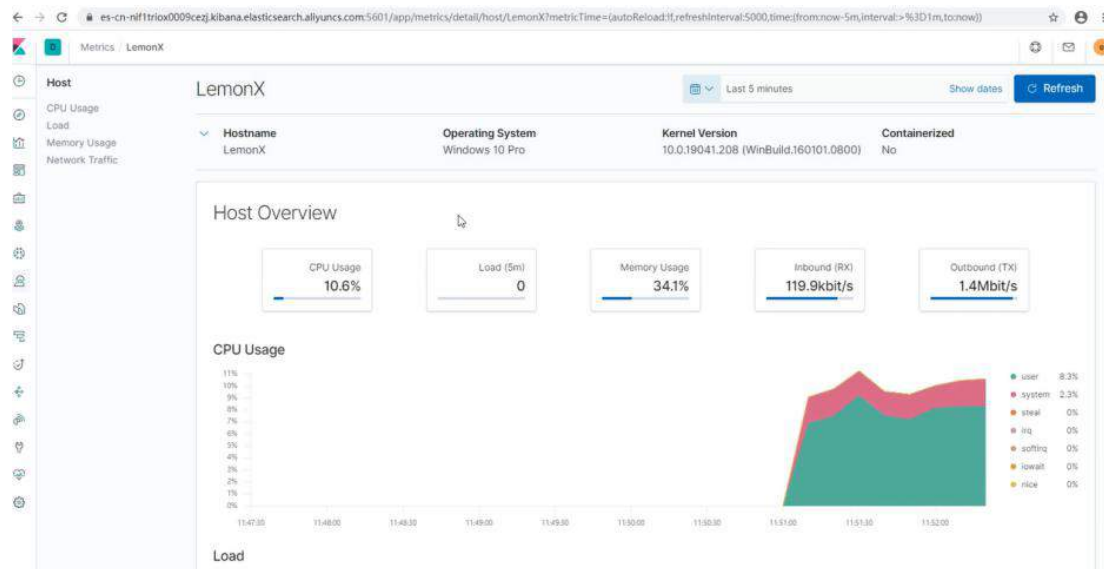 es-cn-nif1triox0009cezj.kibana.elasticsearch.aliyuncs.com:5601/app/metrics/detail/host/LemonX?metricTime=(autoReload:!f,refreshInterval:5000,time:(from:now-5m,interval:>%3D1m,to:now))
D
Metrics / LemonX
Host
CPU Usage
Load
Memory Usage
Network Traffic
LemonX
Last 5 minutes
Show dates
Refresh
Hostname
LemonX
Operating System
Windows 10 Pro
Kernel Version
10.0.19041.208 (WinBuild.160101.0800)
Containerized
No
Host Overview
CPU Usage
10.6%
Load (5m)
0
Memory Usage
34.1%
Inbound (RX)
119.9kbit/s
Outbound (TX)
1.4Mbit/s
CPU Usage
11%
10%
9%
8%
7%
6%
5%
4%
3%
2%
1%
0%
11:47:30 11:48:00 11:48:30 11:49:00 11:49:30 11:50:00 11:50:30 11:51:00 11:51:30 11:52:00
user 8.3%
system 2.3%
steal 0%
irq 0%
softirq 0%
iowait 0%
nice 0%
Load